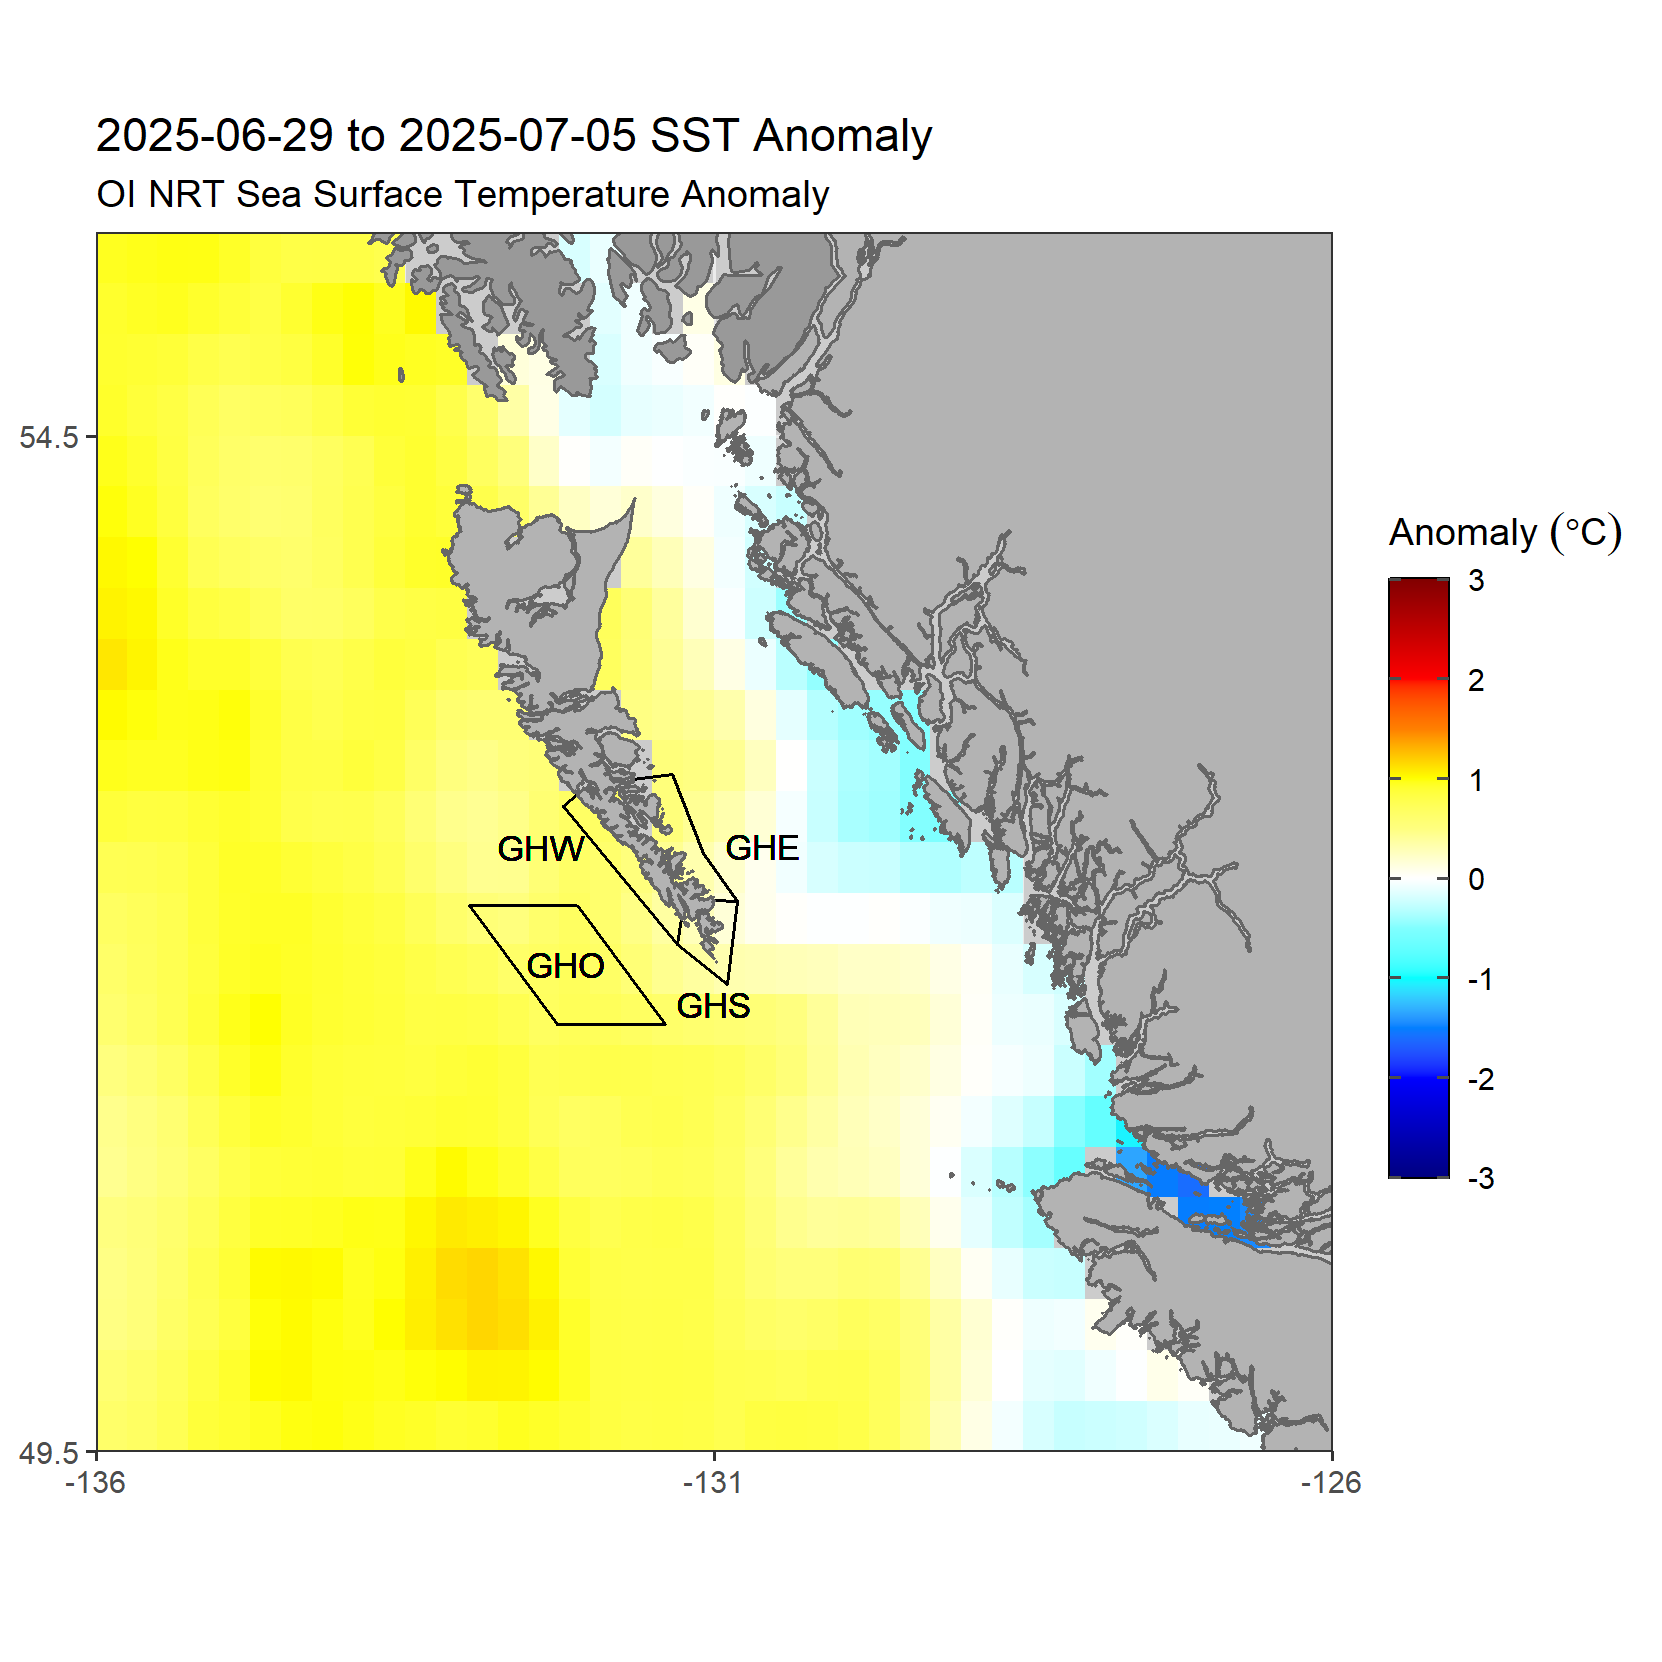 2025-06-29 to 2025-07-05 SST Anomaly
OI NRT Sea Surface Temperature Anomaly
54.5
49.5
-136
-131
-126
GHW
GHE
GHO
GHS
Anomaly (°C)
3
2
1
0
-1
-2
-3